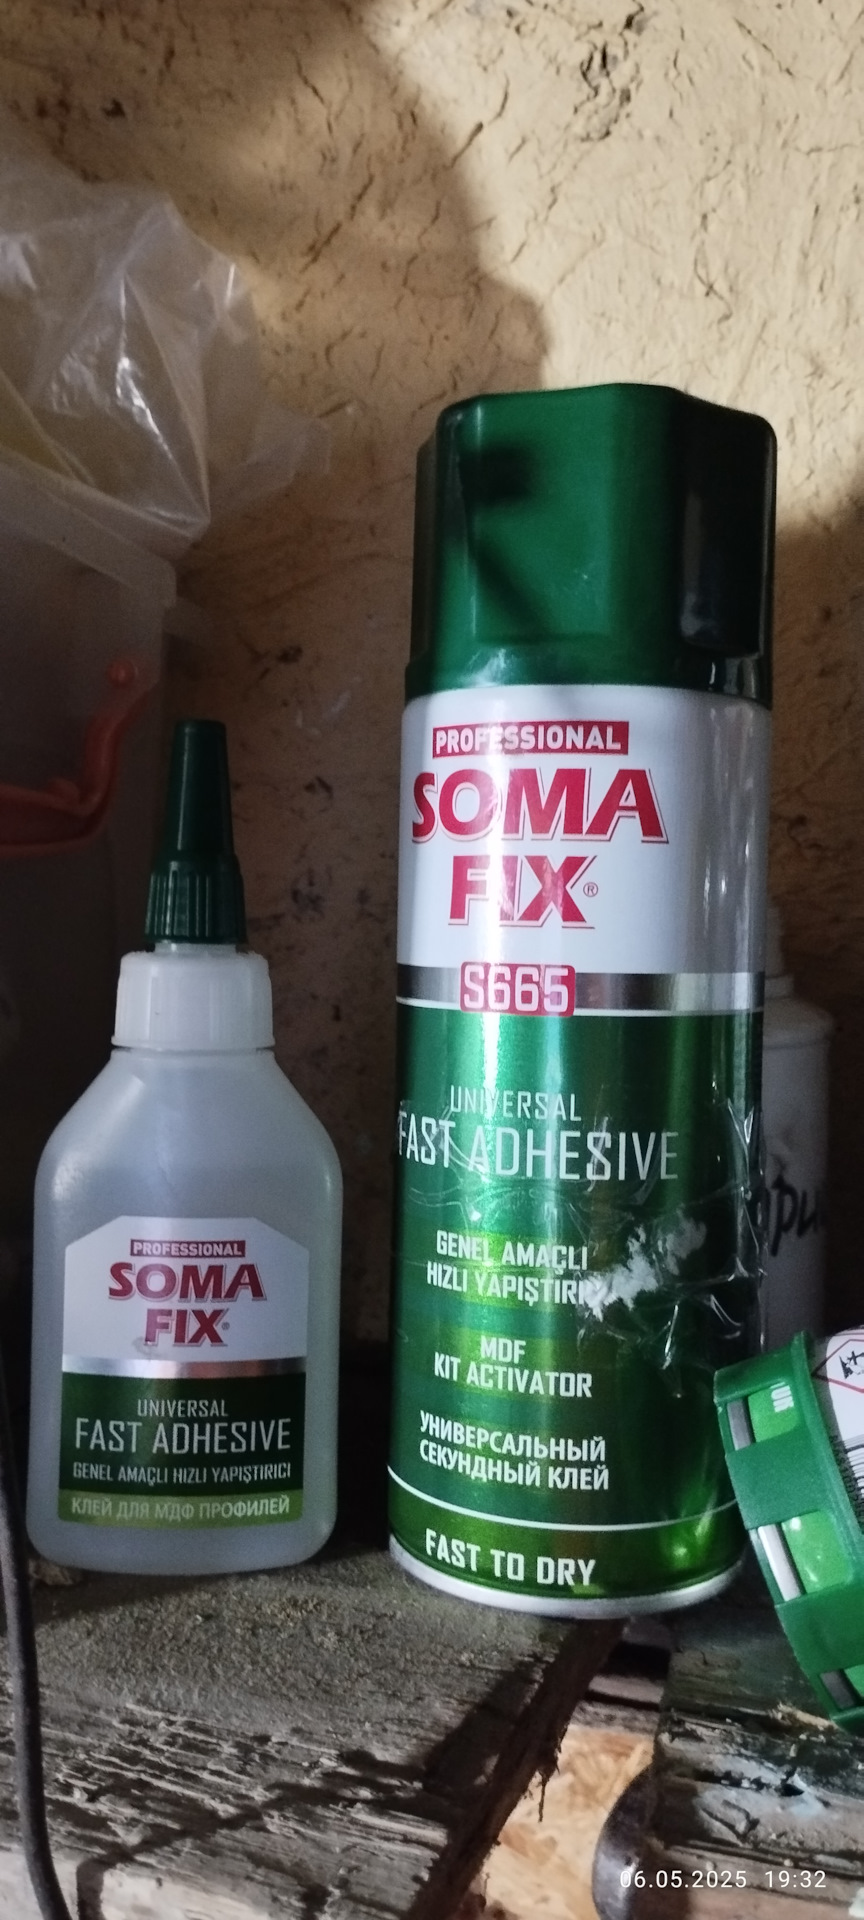 PROFESSIONAL
SOMA
FIX®
S665
UNIVERSAL
FAST ADHESIVE
GENEL AMAÇLI
HIZLI
MDF
KIT ACTIVATOR
УНИВЕРСАЛЬНЫЙ
СЕКУНДНЫЙ КЛЕЙ
FAST TO DRY
PROFESSIONAL
SOMA
FIX®
UNIVERSAL
FAST ADHESIVE
GENEL AMAÇLI HIZLI YAPIŞTIRICI
КЛЕЙ ДЛЯ МДФ ПРОФИЛЕЙ
UK
06.05.2025 19:32